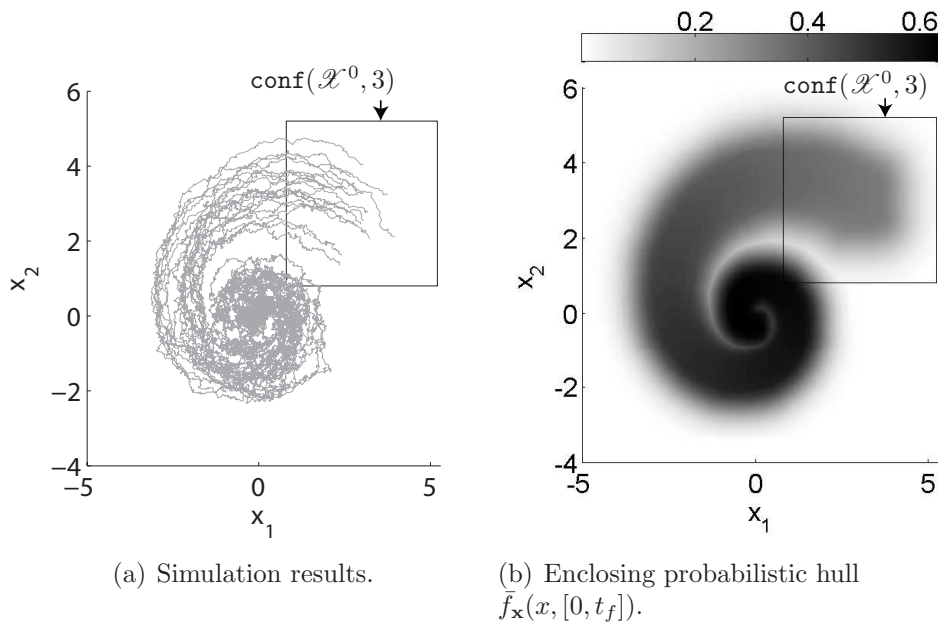 conf(𝒳⁰, 3)
6
4
2
0
−2
−4
x₂
−5
0
5
x₁
(a) Simulation results.
0.2
0.4
0.6
conf(𝒳⁰, 3)
6
4
2
0
-2
-4
x₂
-5
0
5
x₁
(b) Enclosing probabilistic hull
f̄ₓ(x, [0, t_f]).